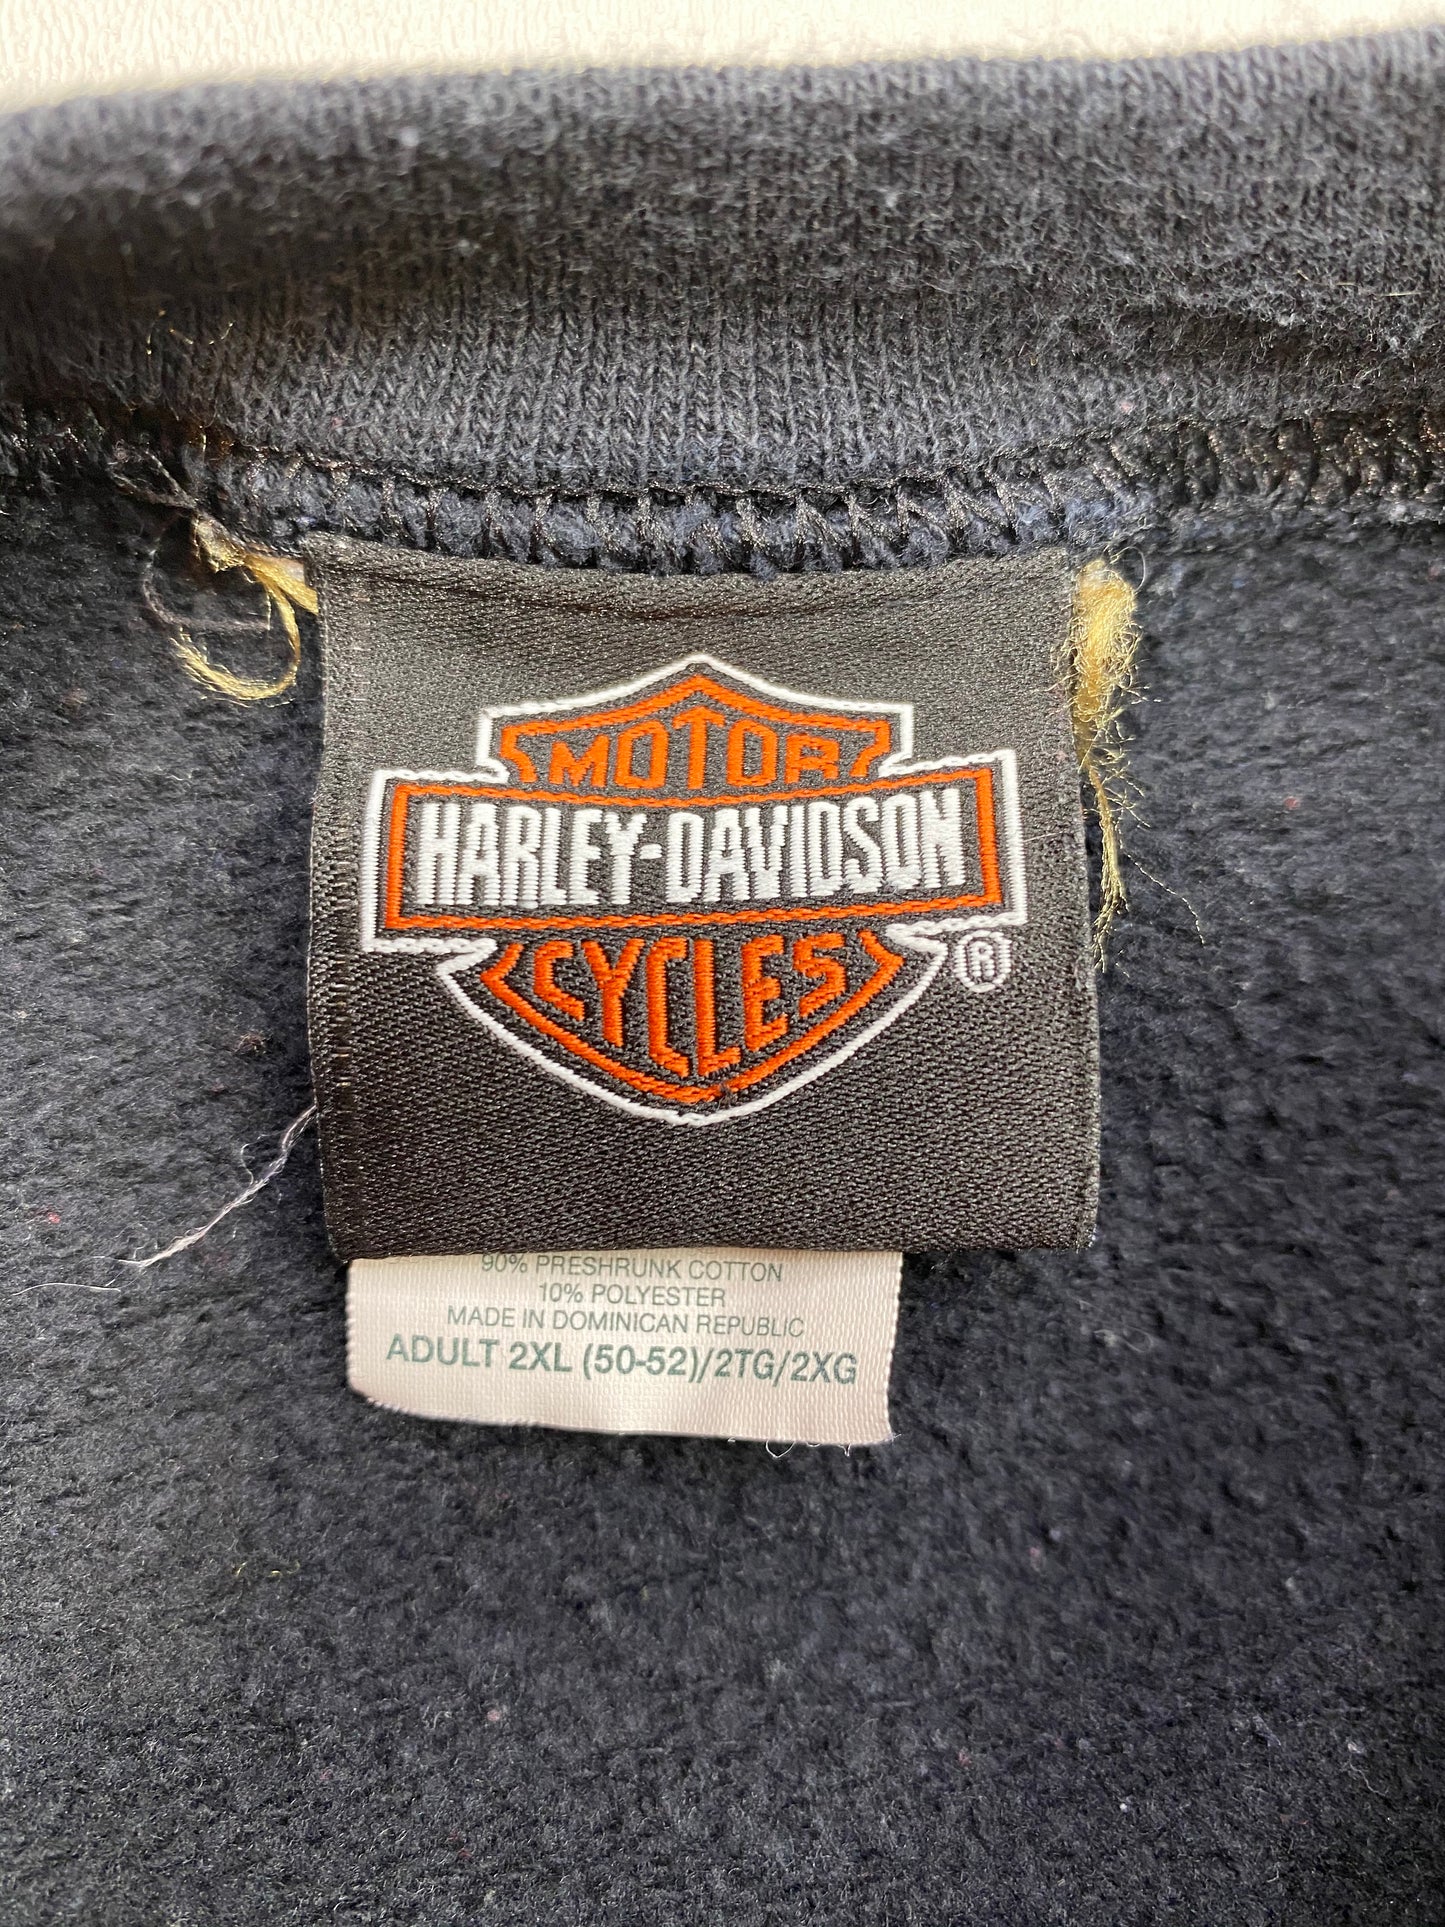 MOTOR
HARLEY-DAVIDSON
CYCLES
®
90% PRESHRUNK COTTON
10% POLYESTER
MADE IN DOMINICAN REPUBLIC
ADULT 2XL (50-52)/2TG/2XG